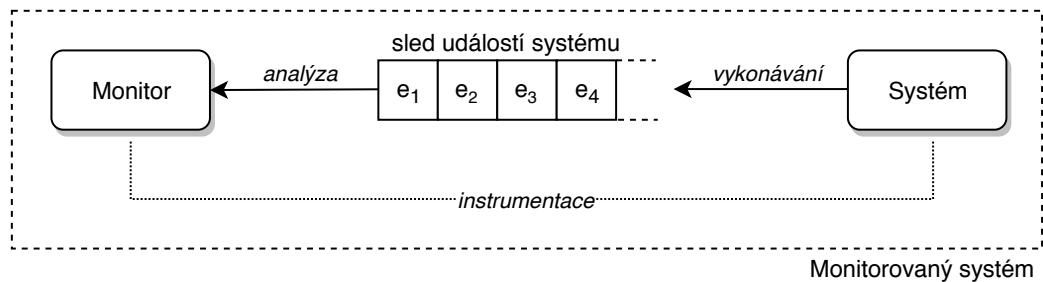 sled událostí systému
Monitor
analýza
e1
e2
e3
e4
vykonávání
Systém
instrumentace
Monitorovaný systém